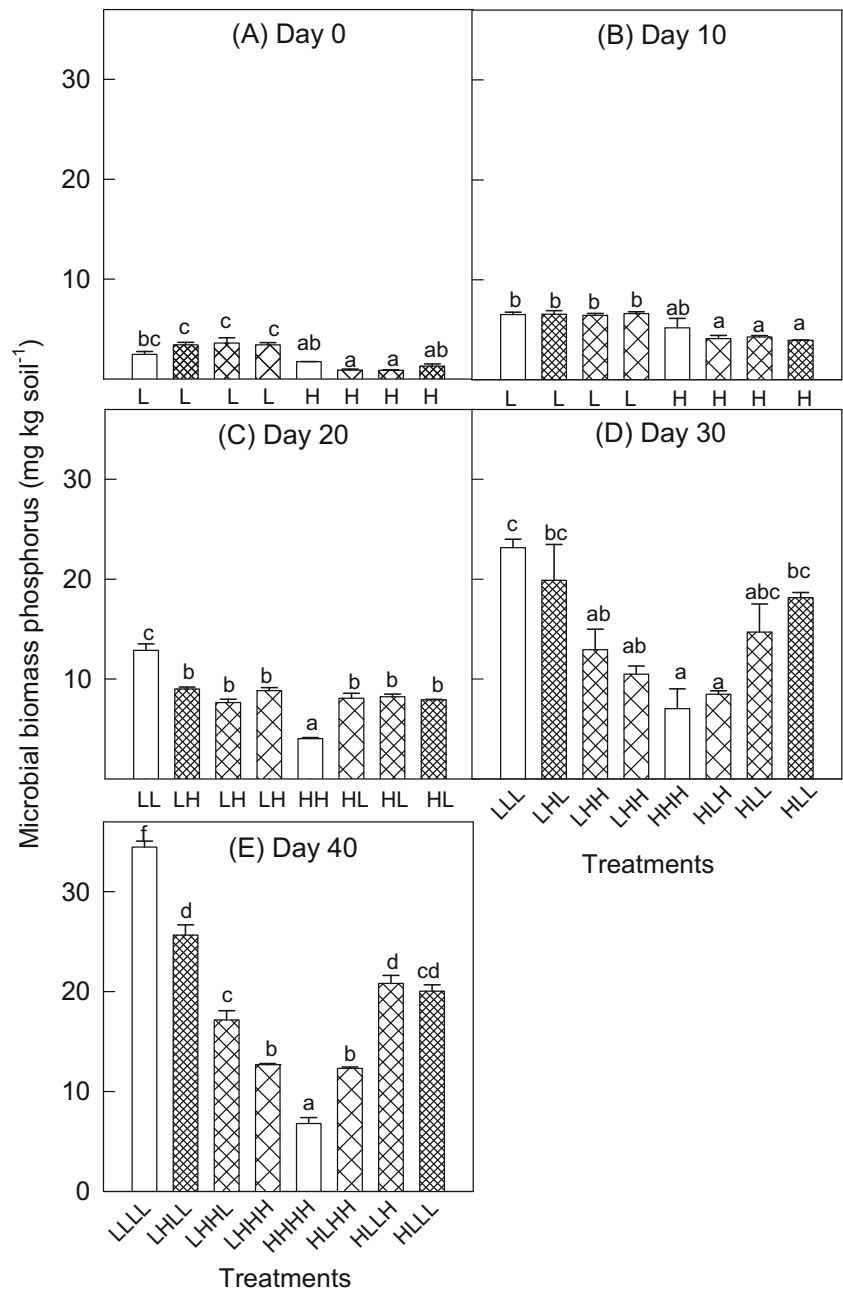 (A) Day 0
(B) Day 10
30
20
10
bc c c c ab a a ab
b b b b ab a a a
L L L L H H H H
L L L L H H H H
Microbial biomass phosphorus (mg kg soil⁻¹)
(C) Day 20
(D) Day 30
30
20
10
c b b b a b b b
c bc ab ab a a abc bc
LL LH LH LH HH HL HL HL
LLL LHL LHH LHH HHH HLH HLL HLL
Treatments
(E) Day 40
30
20
10
0
f d c b a b d cd
LLLL LHLL LHHL LHHH HHHH HLHH HLLH HLLL
Treatments